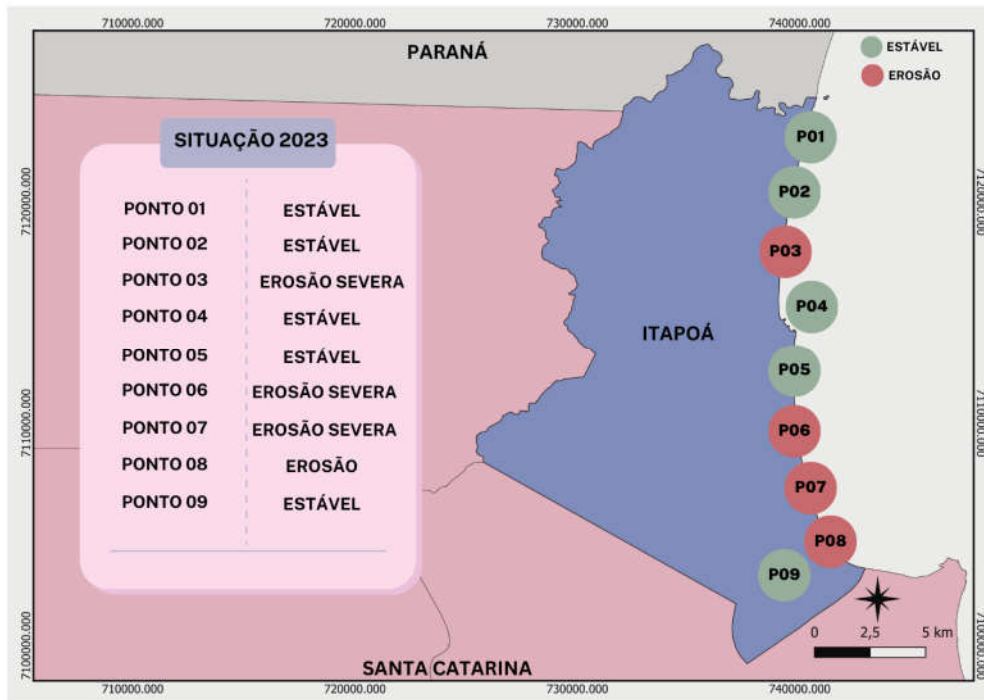 710000.000 720000.000 730000.000 740000.000
PARANÁ
ESTÁVEL
EROSÃO
SITUAÇÃO 2023
PONTO 01 ESTÁVEL
PONTO 02 ESTÁVEL
PONTO 03 EROSÃO SEVERA
PONTO 04 ESTÁVEL
PONTO 05 ESTÁVEL
PONTO 06 EROSÃO SEVERA
PONTO 07 EROSÃO SEVERA
PONTO 08 EROSÃO
PONTO 09 ESTÁVEL
ITAPOÁ
P01
P02
P03
P04
P05
P06
P07
P08
P09
7120000.000
7110000.000
7100000.000
7120000.000
7110000.000
7100000.000
0 2,5 5 km
SANTA CATARINA
710000.000 720000.000 730000.000 740000.000